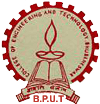 COLLEGE OF ENGINEERING AND TECHNOLOGY BHUBANESWAR
B.P.U.T